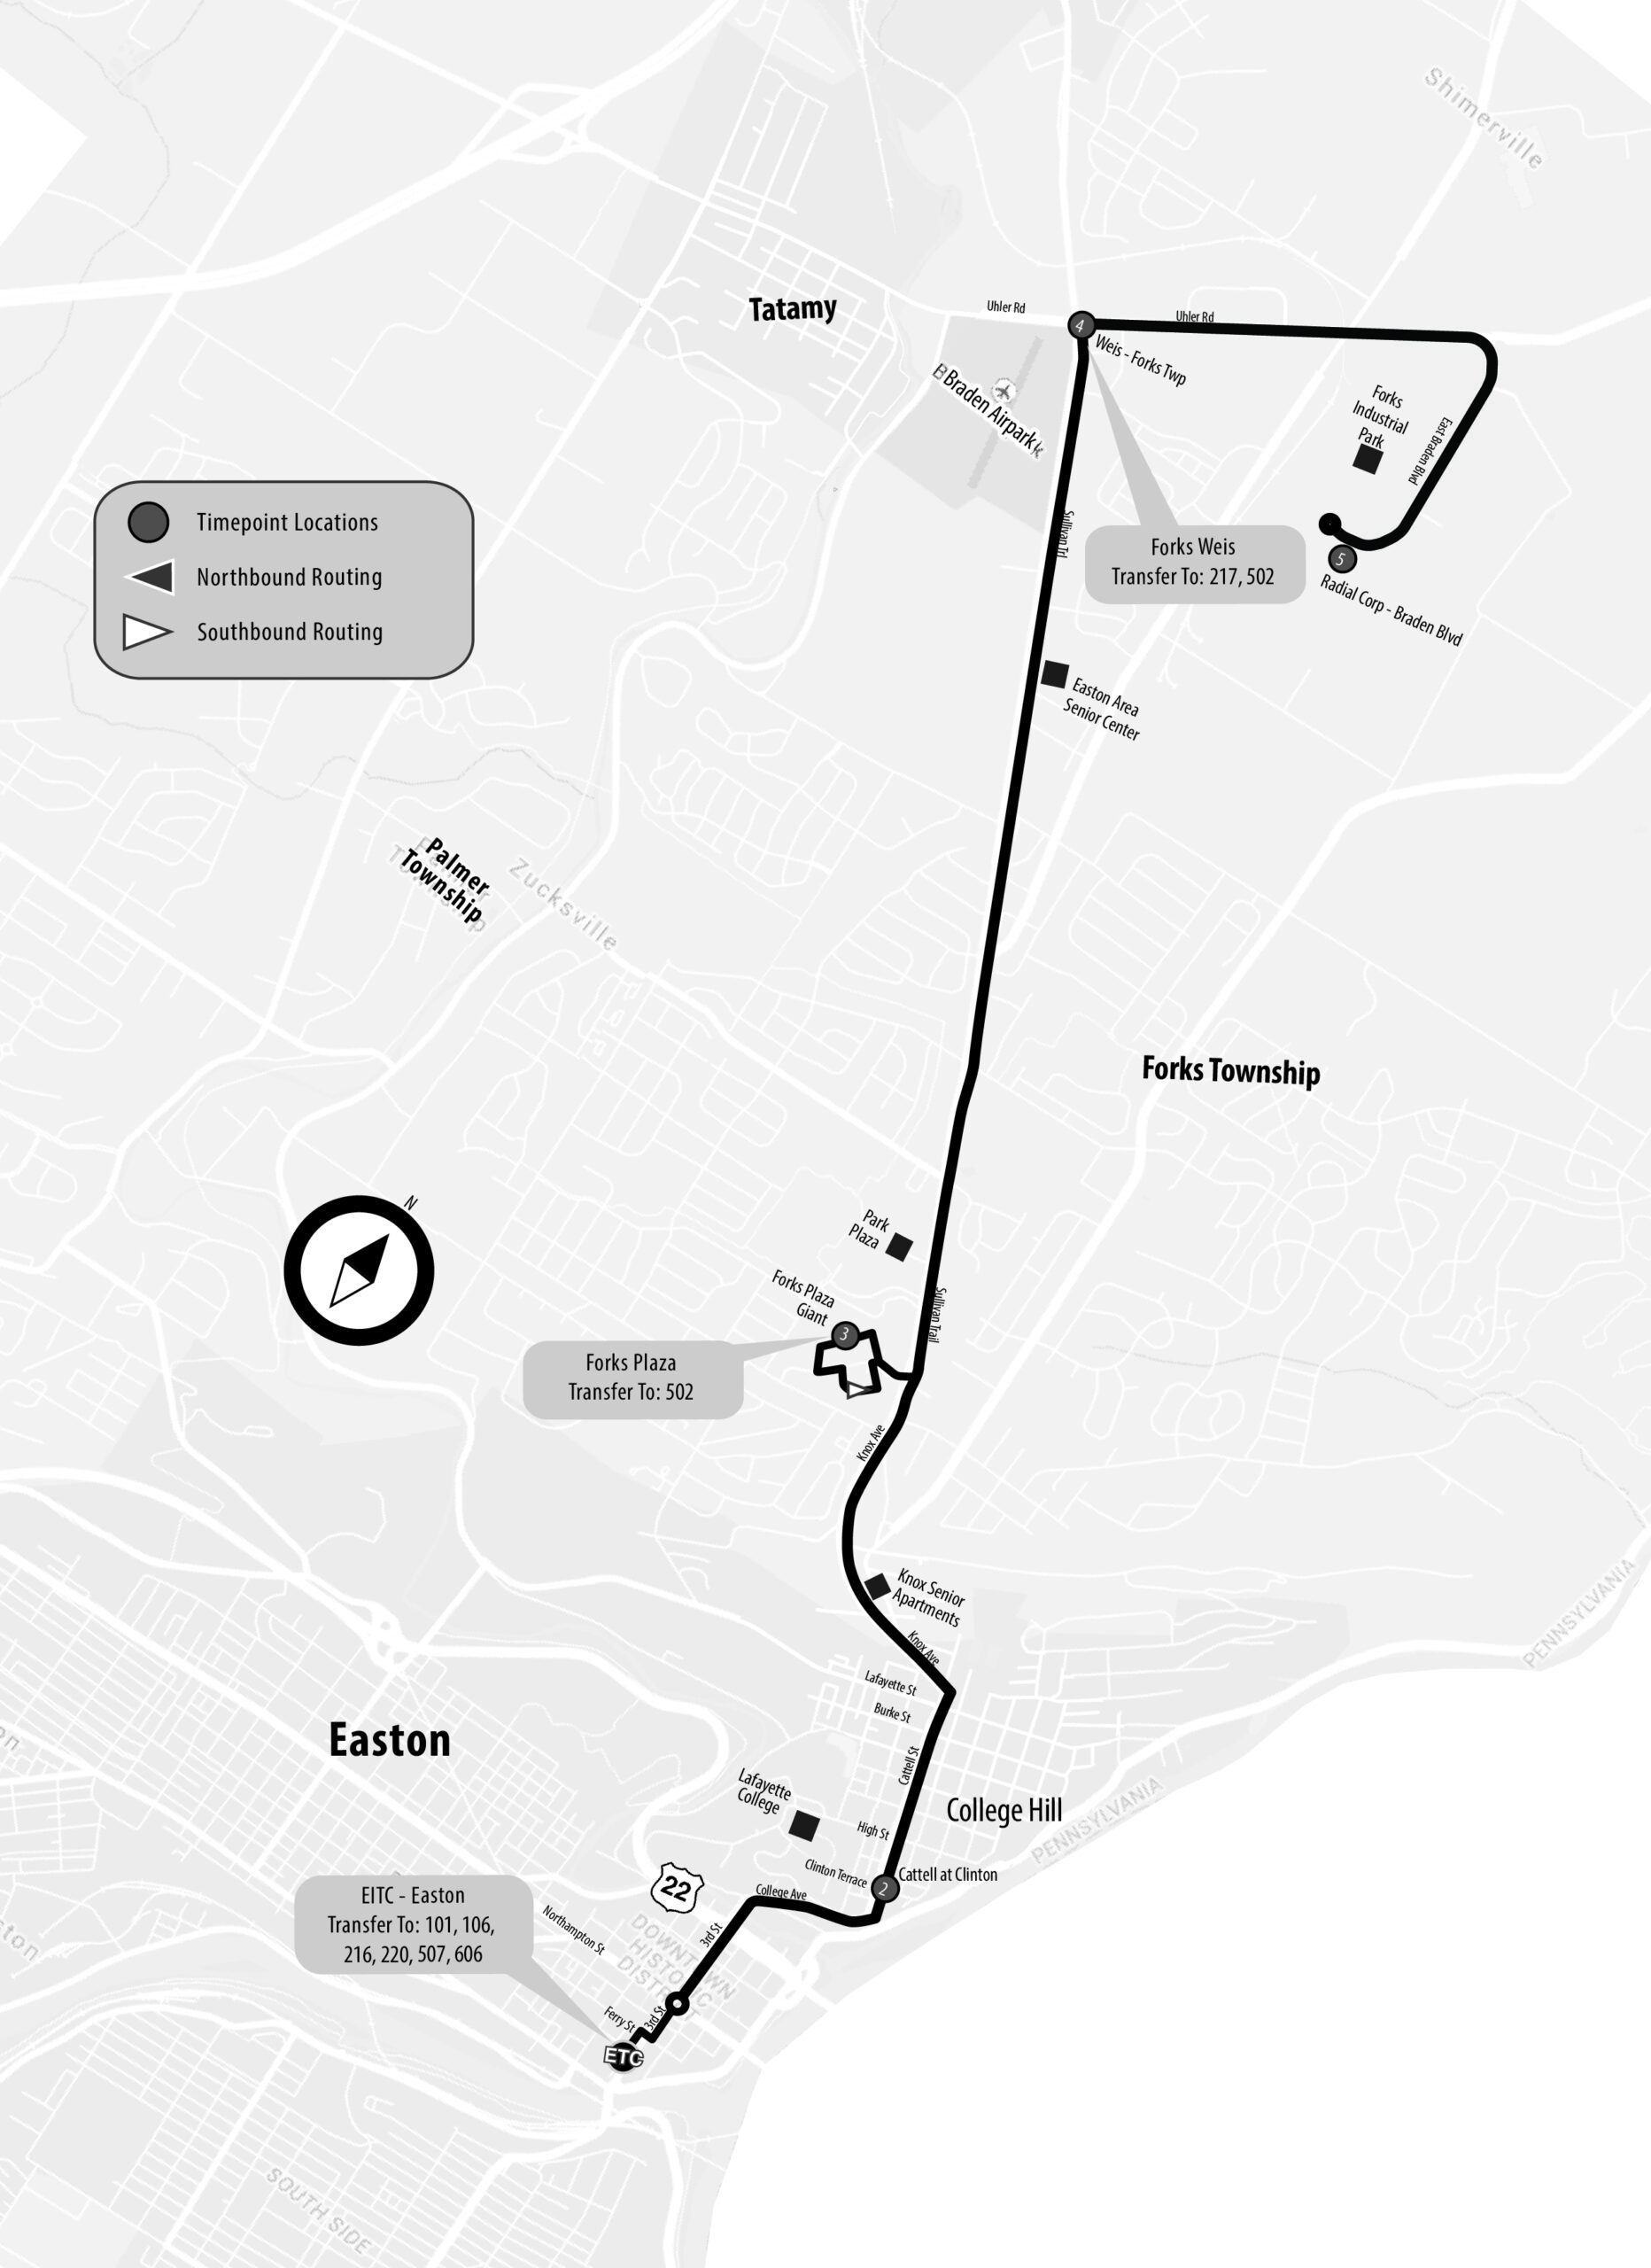 Shimerville
Tatamy
Uhler Rd
Uhler Rd
4
Weis - Forks Twp
Braden Airpark
Forks
Industrial
Park
East Braden Blvd
Timepoint Locations
Northbound Routing
Southbound Routing
Sullivan Trl
Forks Weis
Transfer To: 217, 502
5
Radial Corp - Braden Blvd
Easton Area
Senior Center
Palmer
Township
Zucksville
Forks Township
N
Park
Plaza
Forks Plaza
Giant
3
Sullivan Trail
Forks Plaza
Transfer To: 502
Knox Ave
Knox Senior
Apartments
Knox Ave
PENNSYLVANIA
Lafayette St
Burke St
Easton
Cattell St
Lafayette
College
College Hill
PENNSYLVANIA
High St
Clinton Terrace
2
Cattell at Clinton
22
College Ave
EITC - Easton
Transfer To: 101, 106,
216, 220, 507, 606
Northampton St
3rd St
DOWNTOWN
HISTORIC
DISTRICT
Ferry St
3rd St
ETC
SOUTH SIDE